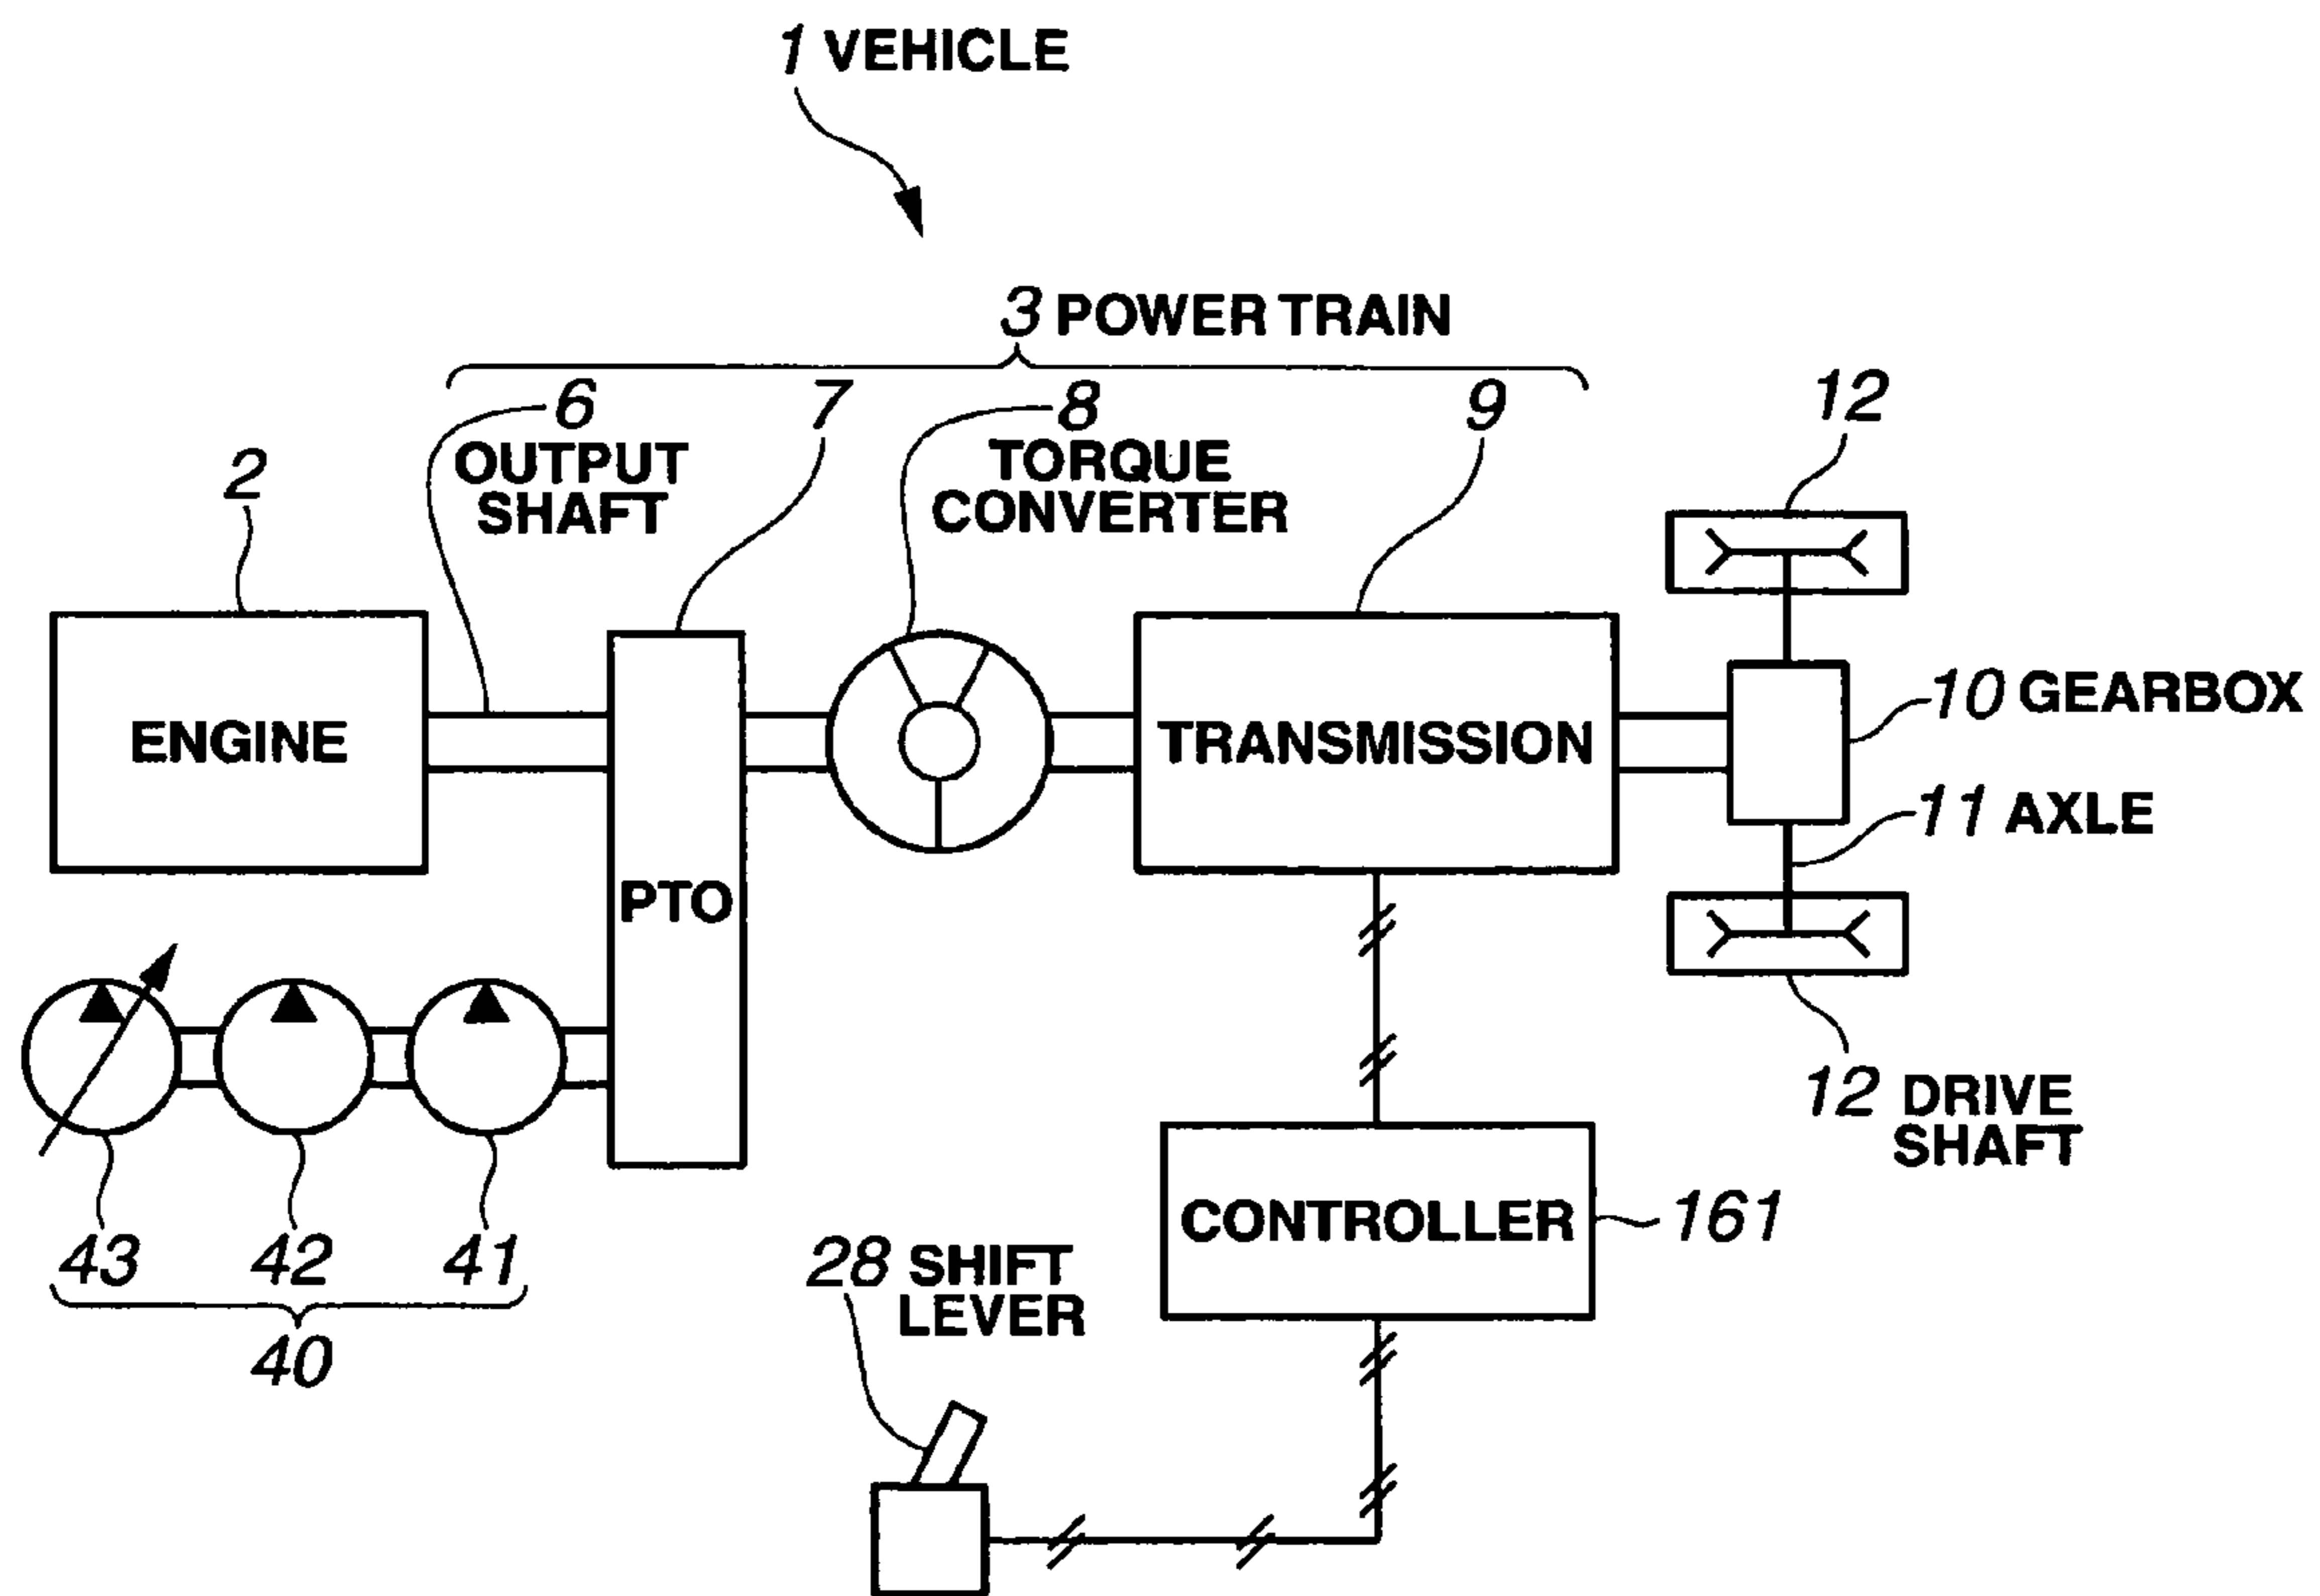 1 VEHICLE
3 POWER TRAIN
6
OUTPUT
SHAFT
7
8
TORQUE
CONVERTER
9
12
2
ENGINE
TRANSMISSION
10 GEARBOX
11 AXLE
PTO
12 DRIVE
SHAFT
CONTROLLER
161
43
42
41
40
28 SHIFT
LEVER